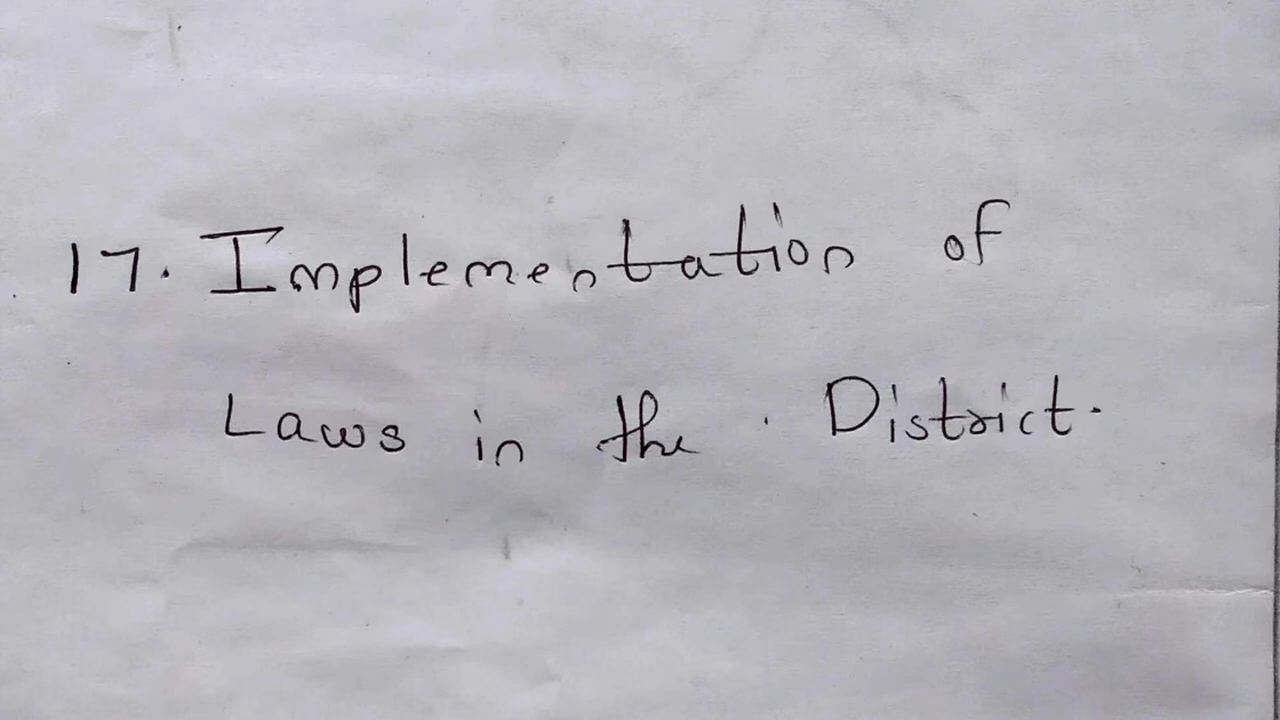 17. Implementation of
Laws in the District.